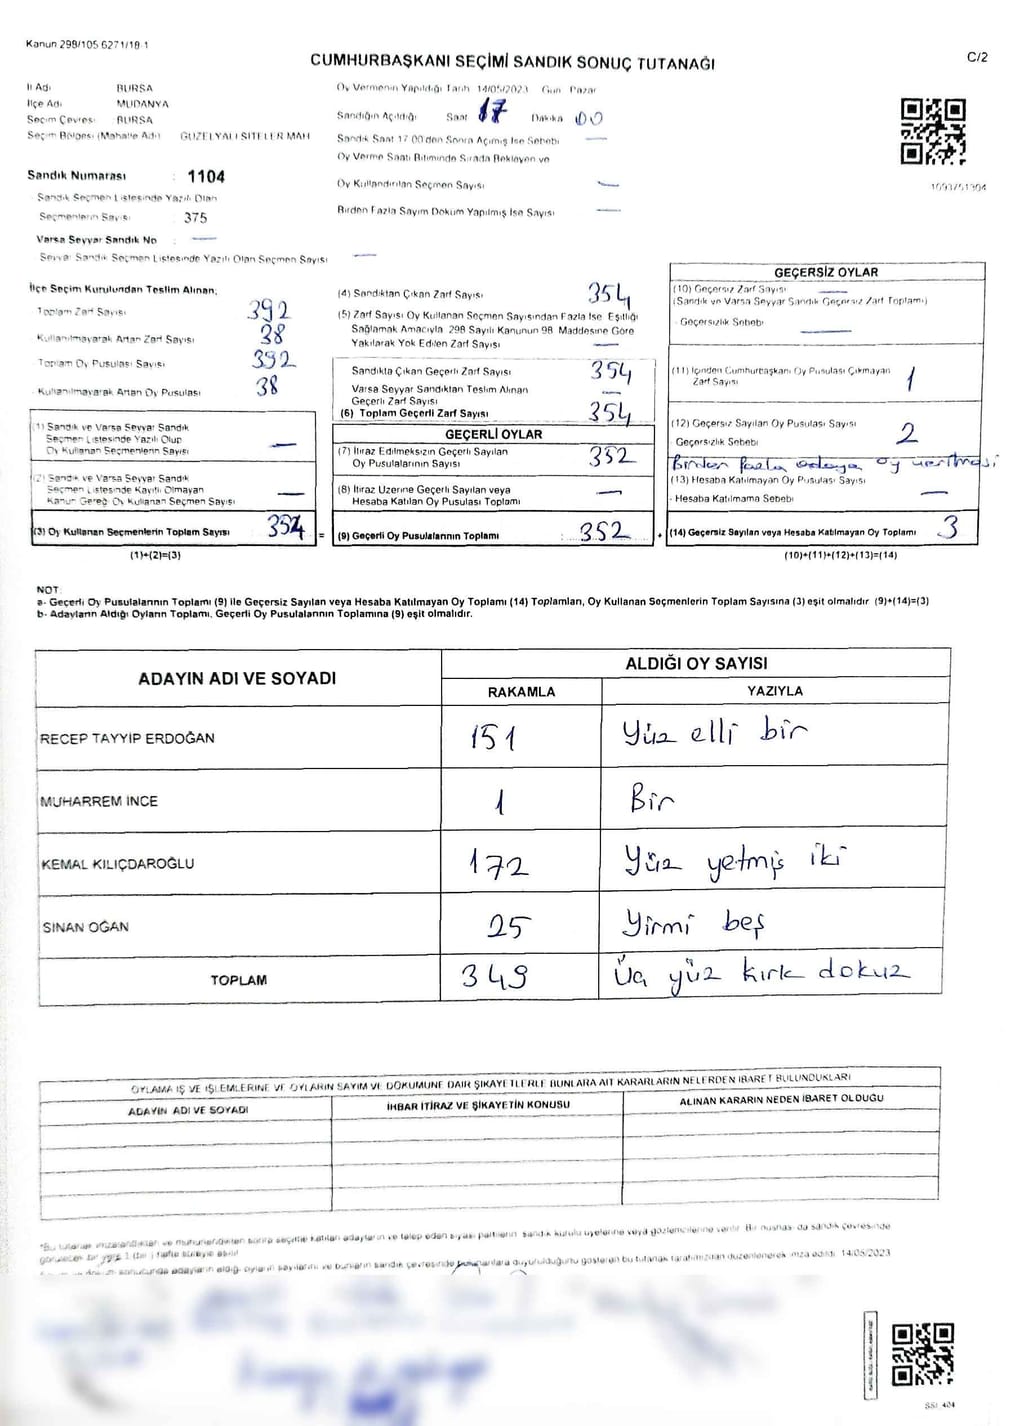 Kanun 298/105 6271/18-1
CUMHURBAŞKANI SEÇİMİ SANDIK SONUÇ TUTANAĞI
C/2
İl Adı BURSA
İlçe Adı MUDANYA
Seçim Çevresi BURSA
Seçim Bölgesi (Mahalle Adı) GÜZELYALI SİTELER MAH
Sandık Numarası : 1104
Sandık Seçmen Listesinde Yazılı Olan
Seçmenlerin Sayısı : 375
Varsa Seyyar Sandık No : —
Seyyar Sandık Seçmen Listesinde Yazılı Olan Seçmen Sayısı —
Oy Vermenin Yapıldığı Tarih 14/05/2023 Gün Pazar
Sandığın Açıldığı Saat 17 Dakika 00
Sandık Saat 17.00'den Sonra Açılmış İse Sebebi —
Oy Verme Saati Bitiminde Sırada Bekleyen ve
Oy Kullandırılan Seçmen Sayısı —
Birden Fazla Sayım Döküm Yapılmış İse Sayısı —
İlçe Seçim Kurulundan Teslim Alınan;
Toplam Zarf Sayısı 392
Kullanılmayarak Artan Zarf Sayısı 38
Toplam Oy Pusulası Sayısı 392
Kullanılmayarak Artan Oy Pusulası 38
(1) Sandık ve Varsa Seyyar Sandık
Seçmen Listesinde Yazılı Olup
Oy Kullanan Seçmenlerin Sayısı —
(2) Sandık ve Varsa Seyyar Sandık
Seçmen Listesinde Kayıtlı Olmayan
Kanun Gereği Oy Kullanan Seçmen Sayısı —
(3) Oy Kullanan Seçmenlerin Toplam Sayısı 354
(1)+(2)=(3)
(4) Sandıktan Çıkan Zarf Sayısı 354
(5) Zarf Sayısı Oy Kullanan Seçmen Sayısından Fazla İse Eşitliği
Sağlamak Amacıyla 298 Sayılı Kanunun 98. Maddesine Göre
Yakılarak Yok Edilen Zarf Sayısı —
Sandıkta Çıkan Geçerli Zarf Sayısı 354
Varsa Seyyar Sandıktan Teslim Alınan
Geçerli Zarf Sayısı —
(6) Toplam Geçerli Zarf Sayısı 354
GEÇERLİ OYLAR
(7) İtiraz Edilmeksizin Geçerli Sayılan
Oy Pusulalarının Sayısı 352
(8) İtiraz Üzerine Geçerli Sayılan veya
Hesaba Katılan Oy Pusulası Toplamı —
= (9) Geçerli Oy Pusulalarının Toplamı : 352 +
1093751304
GEÇERSİZ OYLAR
(10) Geçersiz Zarf Sayısı —
(Sandık ve Varsa Seyyar Sandık Geçersiz Zarf Toplamı)
- Geçersizlik Sebebi —
(11) İçinden Cumhurbaşkanı Oy Pusulası Çıkmayan
Zarf Sayısı 1
(12) Geçersiz Sayılan Oy Pusulası Sayısı 2
- Geçersizlik Sebebi
Birden fazla adaya oy verilmesi
(13) Hesaba Katılmayan Oy Pusulası Sayısı —
- Hesaba Katılmama Sebebi
(14) Geçersiz Sayılan veya Hesaba Katılmayan Oy Toplamı 3
(10)+(11)+(12)+(13)=(14)
NOT:
a- Geçerli Oy Pusulalarının Toplamı (9) ile Geçersiz Sayılan veya Hesaba Katılmayan Oy Toplamı (14) Toplamları, Oy Kullanan Seçmenlerin Toplam Sayısına (3) eşit olmalıdır (9)+(14)=(3)
b- Adayların Aldığı Oyların Toplamı, Geçerli Oy Pusulalarının Toplamına (9) eşit olmalıdır.
ADAYIN ADI VE SOYADI
ALDIĞI OY SAYISI
RAKAMLA YAZIYLA
RECEP TAYYİP ERDOĞAN 151 Yüz elli bir
MUHARREM İNCE 1 Bir
KEMAL KILIÇDAROĞLU 172 Yüz yetmiş iki
SİNAN OĞAN 25 Yirmi beş
TOPLAM 349 Üç yüz kırk dokuz
OYLAMA İŞ VE İŞLEMLERİNE VE OYLARIN SAYIM VE DÖKÜMÜNE DAİR ŞİKAYETLERLE BUNLARA AİT KARARLARIN NELERDEN İBARET BULUNDUKLARI
ADAYIN ADI VE SOYADI
İHBAR İTİRAZ VE ŞİKAYETİN KONUSU
ALINAN KARARIN NEDEN İBARET OLDUĞU
*Bu tutanak imzalandıktan ve mühürlendikten sonra seçime katılan adayların ve talep eden siyasi partilerin sandık kurulu üyelerine veya gözlemcilerine verilir. Bir nüshası da sandık çevresinde
görülecek bir yere 1 (bir) hafta süreyle asılır.
adayların aldığı oyların sayılarını ve bunların sandık çevresinde duyurulduğunu gösteren bu tutanak tarafımızdan düzenlenerek imza edildi. 14/05/2023